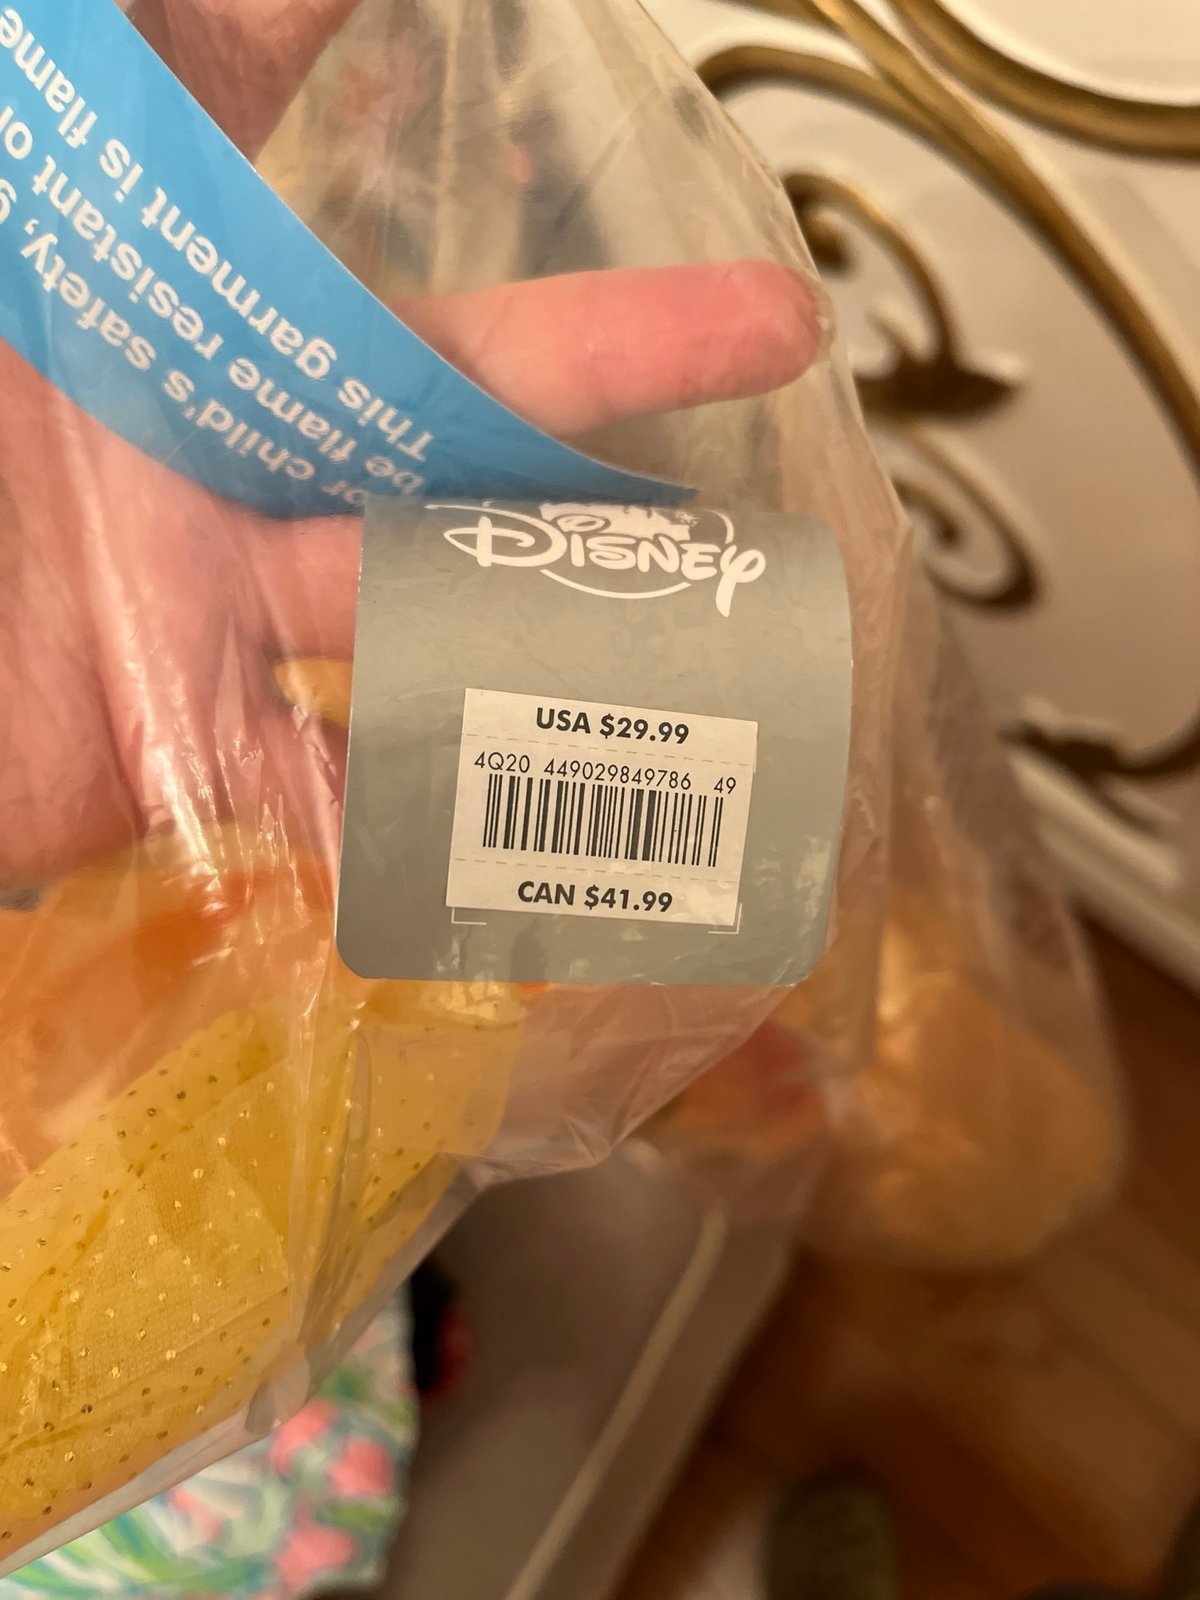 or child's safety, g
be flame resistant or
This garment is flame
DISNEY
USA $29.99
4Q20 449029849786 49
CAN $41.99